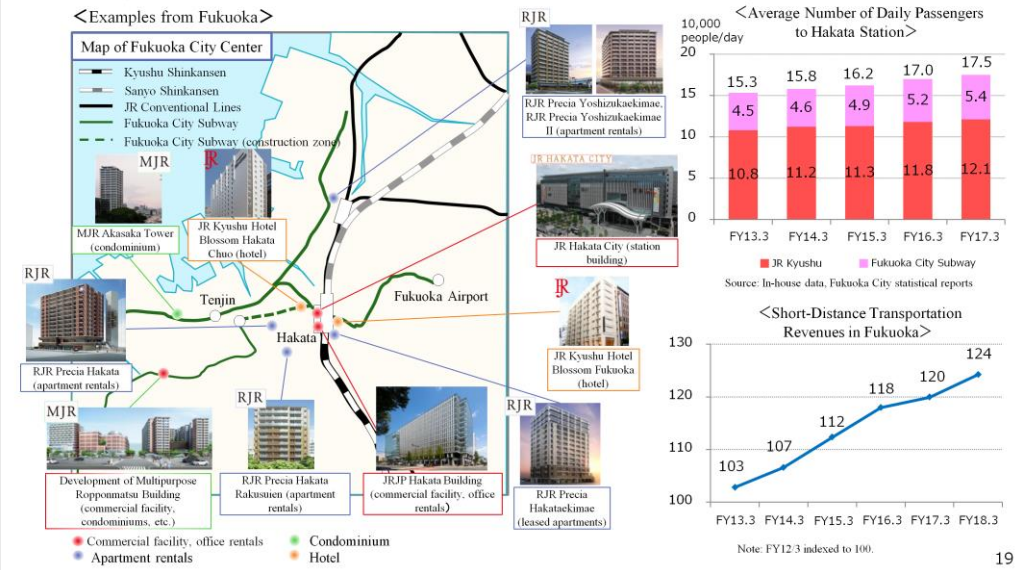 <Examples from Fukuoka>
Map of Fukuoka City Center
Kyushu Shinkansen
Sanyo Shinkansen
JR Conventional Lines
Fukuoka City Subway
Fukuoka City Subway (construction zone)
MJR
JR
MJR Akasaka Tower
(condominium)
JR Kyushu Hotel
Blossom Hakata
Chuo (hotel)
RJR
RJR Precia Yoshizukaekimae,
RJR Precia Yoshizukaekimae
II (apartment rentals)
JR HAKATA CITY
JR Hakata City (station
building)
RJR
RJR Precia Hakata
(apartment rentals)
Tenjin
Hakata
Fukuoka Airport
JR
JR Kyushu Hotel
Blossom Fukuoka
(hotel)
MJR
Development of Multipurpose
Ropponmatsu Building
(commercial facility,
condominiums, etc.)
RJR
RJR Precia Hakata
Rakusuien (apartment
rentals)
JRJP Hakata Building
(commercial facility, office
rentals)
RJR
RJR Precia
Hakataekimae
(leased apartments)
Commercial facility, office rentals
Condominium
Apartment rentals
Hotel
<Average Number of Daily Passengers
to Hakata Station>
10,000
people/day
20
15
10
5
0
15.3
15.8
16.2
17.0
17.5
4.5
4.6
4.9
5.2
5.4
10.8
11.2
11.3
11.8
12.1
FY13.3
FY14.3
FY15.3
FY16.3
FY17.3
JR Kyushu
Fukuoka City Subway
Source: In-house data, Fukuoka City statistical reports
<Short-Distance Transportation
Revenues in Fukuoka>
130
120
110
100
103
107
112
118
120
124
FY13.3
FY14.3
FY15.3
FY16.3
FY17.3
FY18.3
Note: FY12/3 indexed to 100.
19